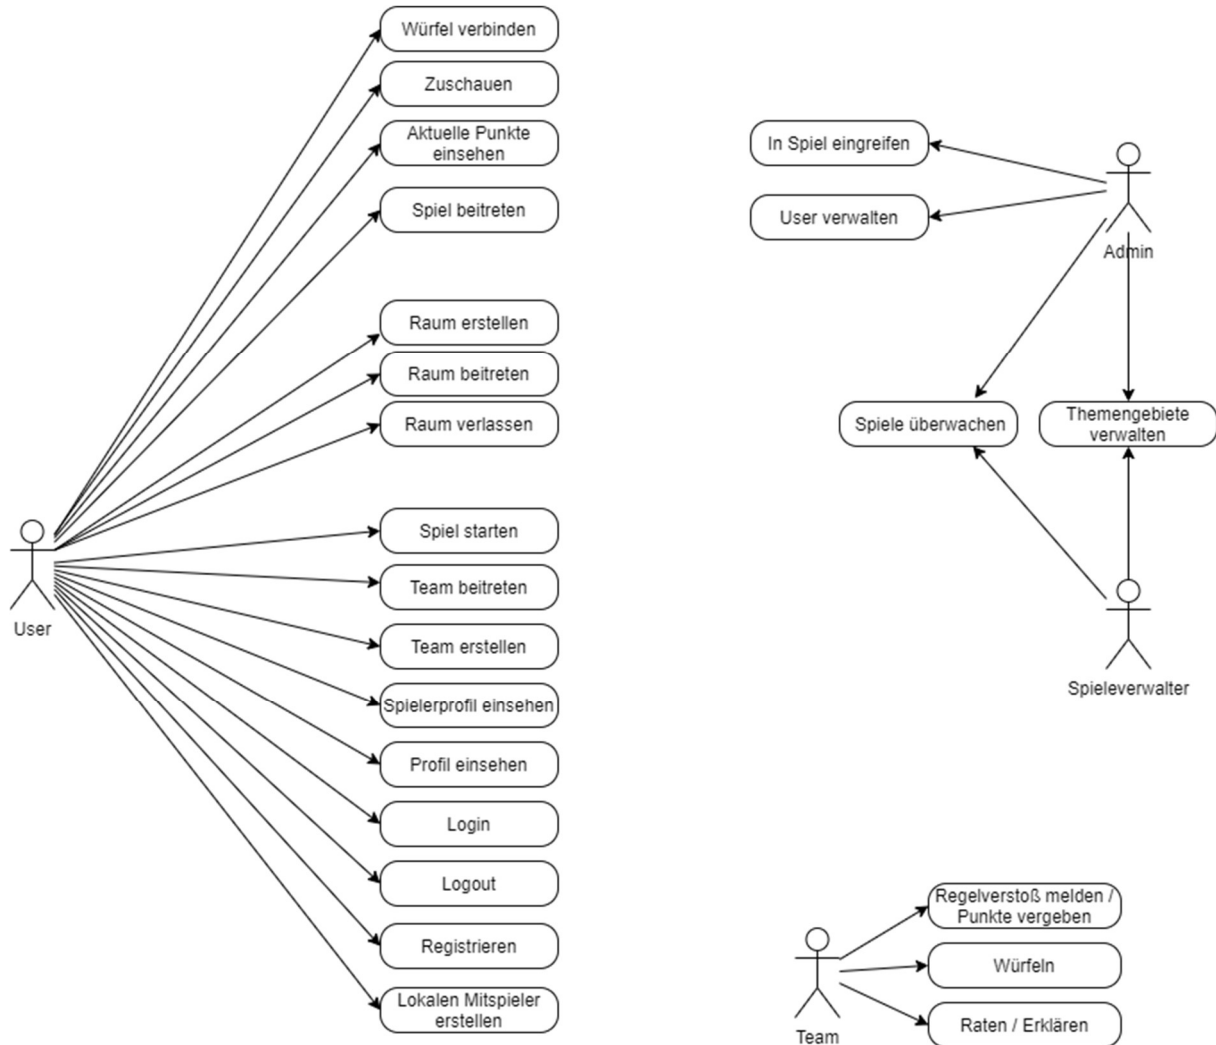 Würfel verbinden
Zuschauen
Aktuelle Punkte
einsehen
Spiel beitreten
Raum erstellen
Raum beitreten
Raum verlassen
Spiel starten
Team beitreten
Team erstellen
Spielerprofil einsehen
Profil einsehen
Login
Logout
Registrieren
Lokalen Mitspieler
erstellen
User
In Spiel eingreifen
User verwalten
Admin
Spiele überwachen
Themengebiete
verwalten
Spieleverwalter
Regelverstoß melden /
Punkte vergeben
Würfeln
Raten / Erklären
Team